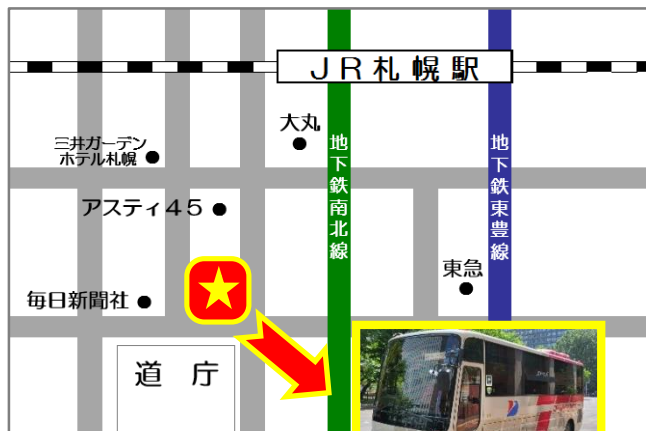 JR札幌駅
大丸
三井ガーデン
ホテル札幌
地下鉄南北線
地下鉄東豊線
アスティ45
東急
毎日新聞社
道庁